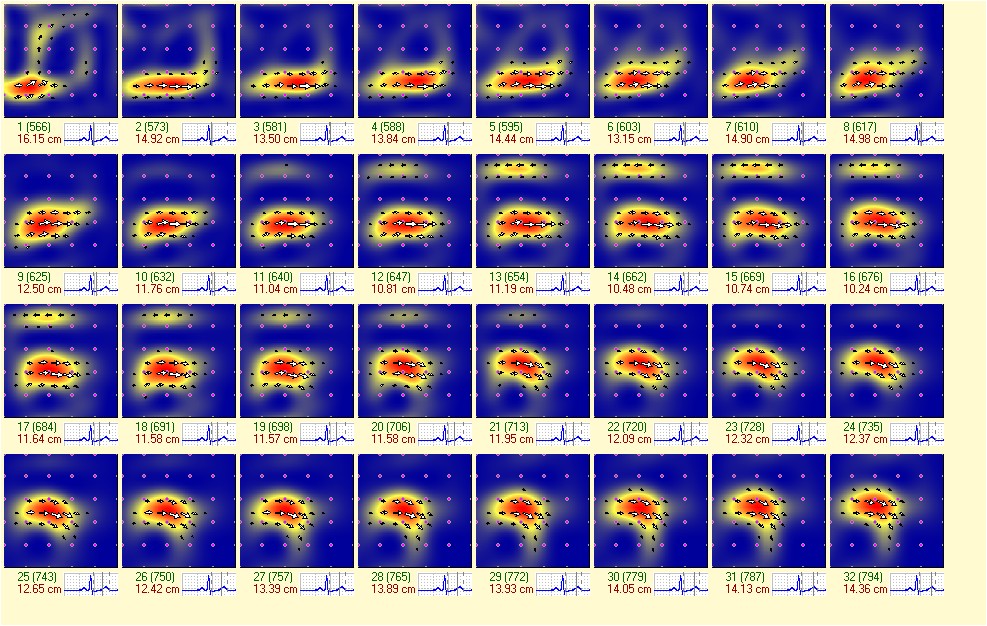 1 (566) 2 (573) 3 (581) 4 (588) 5 (595) 6 (603) 7 (610) 8 (617)
16.15 cm 14.92 cm 13.50 cm 13.84 cm 14.44 cm 13.15 cm 14.90 cm 14.98 cm
9 (625) 10 (632) 11 (640) 12 (647) 13 (654) 14 (662) 15 (669) 16 (676)
12.50 cm 11.76 cm 11.04 cm 10.81 cm 11.19 cm 10.48 cm 10.74 cm 10.24 cm
17 (684) 18 (691) 19 (698) 20 (706) 21 (713) 22 (720) 23 (728) 24 (735)
11.64 cm 11.58 cm 11.57 cm 11.58 cm 11.95 cm 12.09 cm 12.32 cm 12.37 cm
25 (743) 26 (750) 27 (757) 28 (765) 29 (772) 30 (779) 31 (787) 32 (794)
12.65 cm 12.42 cm 13.39 cm 13.89 cm 13.93 cm 14.05 cm 14.13 cm 14.36 cm